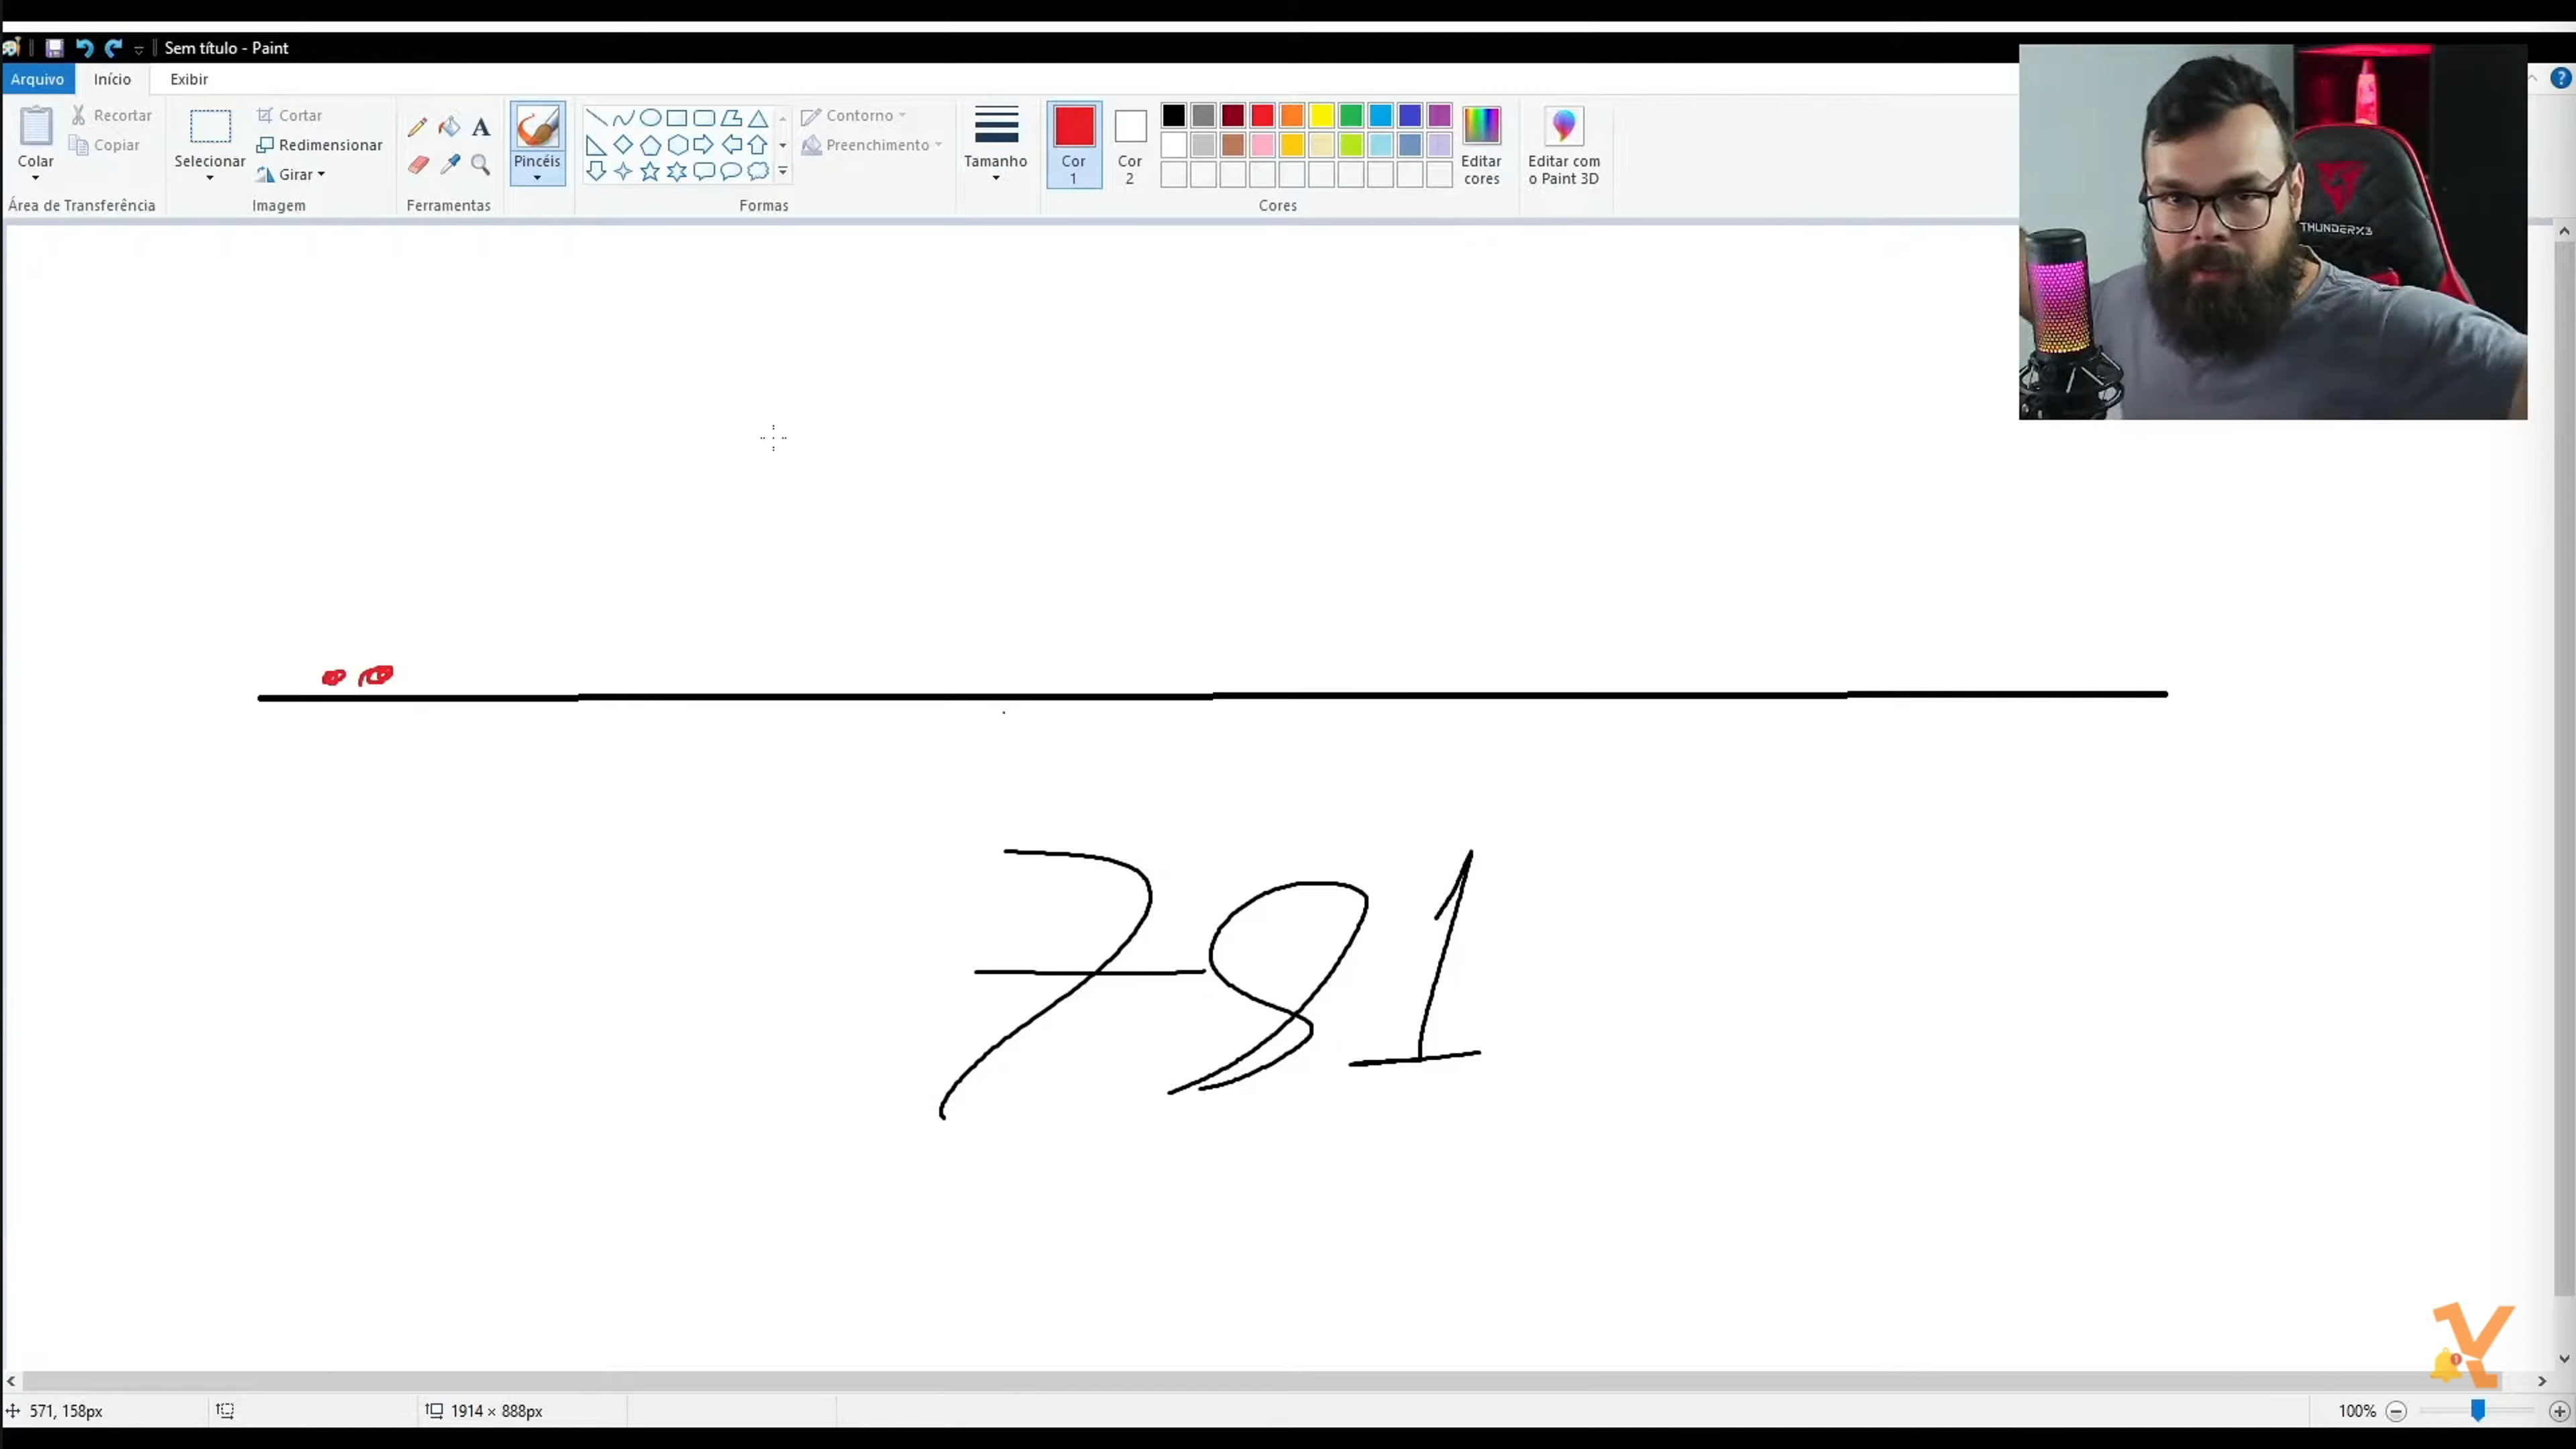 Sem título - Paint
Arquivo Início Exibir
Colar
Recortar
Copiar
Área de Transferência
Selecionar
Cortar
Redimensionar
Girar
Imagem
Ferramentas
Pincéis
Formas
Contorno
Preenchimento
Tamanho
Cor 1
Cor 2
Editar cores
Cores
Editar com o Paint 3D
THUNDERX3
781
571, 158px
1914 × 888px
100%